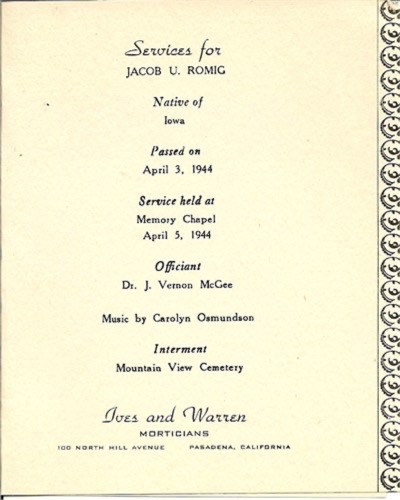 Services for
JACOB U. ROMIG
Native of
Iowa
Passed on
April 3, 1944
Service held at
Memory Chapel
April 5, 1944
Officiant
Dr. J. Vernon McGee
Music by Carolyn Osmundson
Interment
Mountain View Cemetery
Ives and Warren
MORTICIANS
100 NORTH HILL AVENUE PASADENA, CALIFORNIA